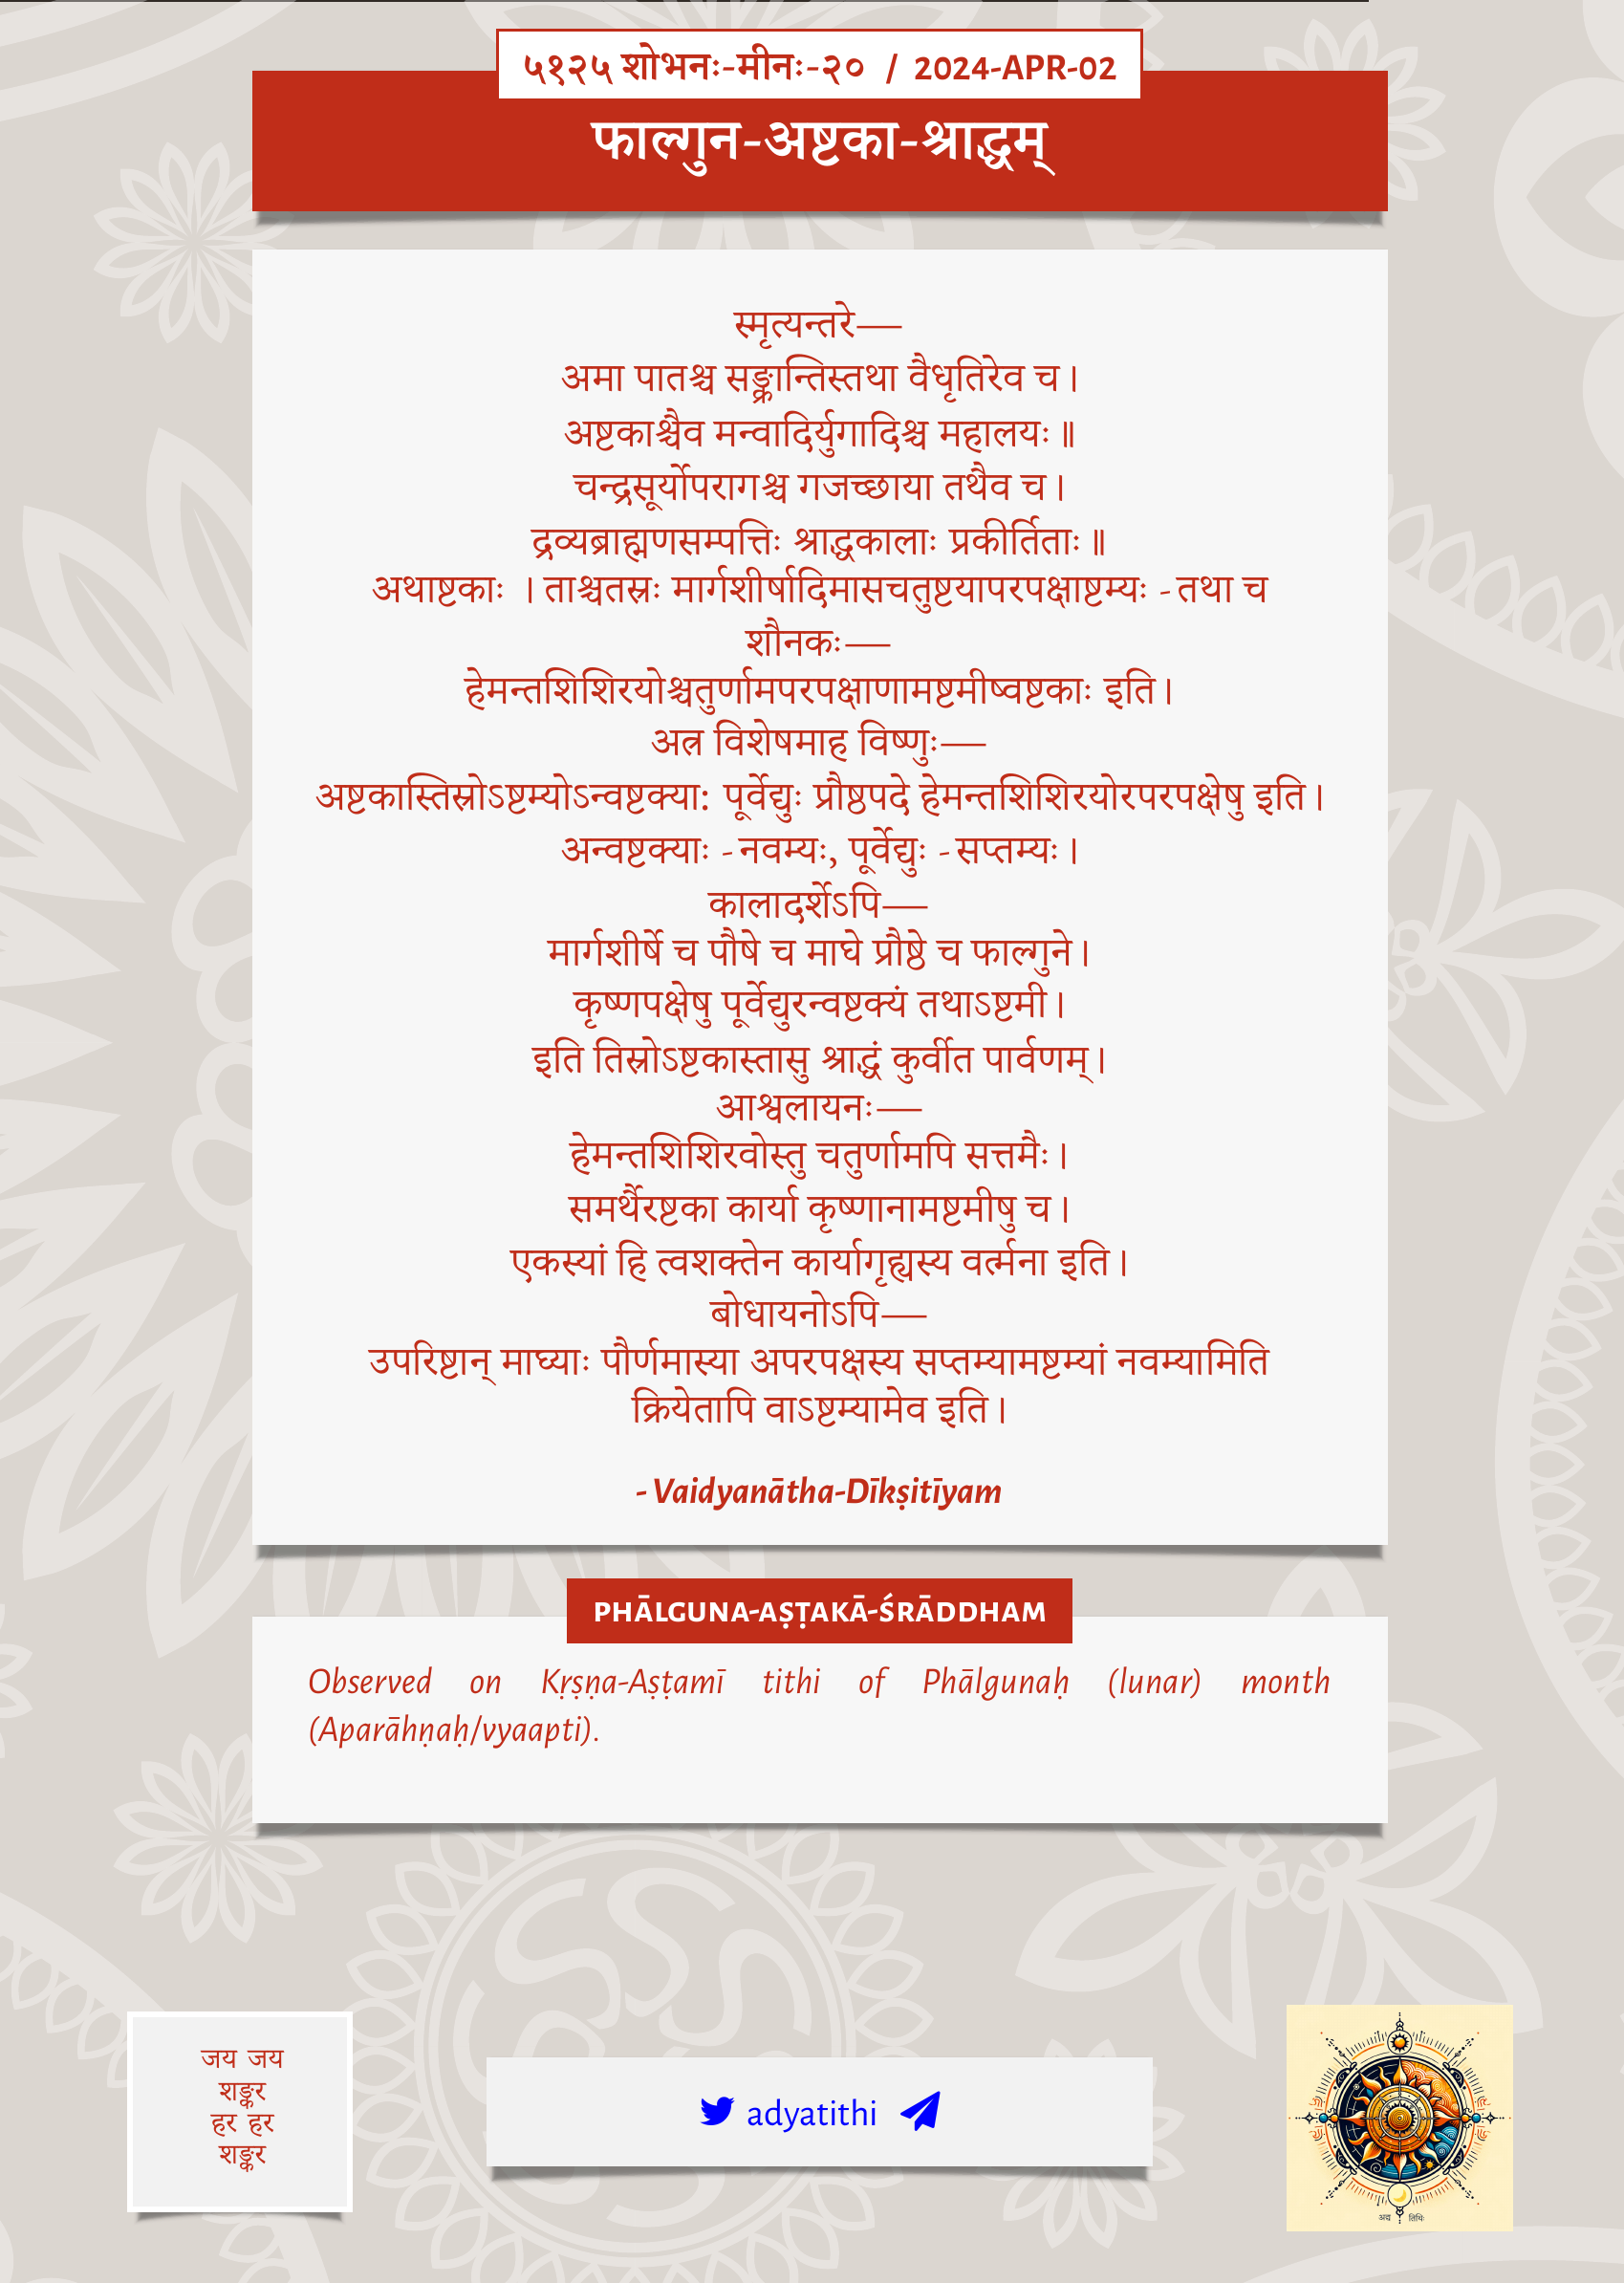 ५१२५ शोभनः-मीनः-२० / 2024-APR-02
फाल्गुन-अष्टका-श्राद्धम्
स्मृत्यन्तरे—
अमा पातश्च सङ्क्रान्तिस्तथा वैधृतिरेव च।
अष्टकाश्चैव मन्वादिर्युगादिश्च महालयः॥
चन्द्रसूर्योपरागश्च गजच्छाया तथैव च।
द्रव्यब्राह्मणसम्पत्तिः श्राद्धकालाः प्रकीर्तिताः॥
अथाष्टकाः । ताश्चतस्रः मार्गशीर्षादिमासचतुष्टयापरपक्षाष्टम्यः - तथा च
शौनकः—
हेमन्तशिशिरयोश्चतुर्णामपरपक्षाणामष्टमीष्वष्टकाः इति।
अत्र विशेषमाह विष्णुः—
अष्टकास्तिस्रोऽष्टम्योऽन्वष्टक्या: पूर्वेद्युः प्रौष्ठपदे हेमन्तशिशिरयोरपरपक्षेषु इति।
अन्वष्टक्याः - नवम्यः, पूर्वेद्युः - सप्तम्यः।
कालादर्शेऽपि—
मार्गशीर्षे च पौषे च माघे प्रौष्ठे च फाल्गुने।
कृष्णपक्षेषु पूर्वेद्युरन्वष्टक्यं तथाऽष्टमी।
इति तिस्रोऽष्टकास्तासु श्राद्धं कुर्वीत पार्वणम्।
आश्वलायनः—
हेमन्तशिशिरवोस्तु चतुर्णामपि सत्तमैः।
समर्थैरष्टका कार्या कृष्णानामष्टमीषु च।
एकस्यां हि त्वशक्तेन कार्यागृह्यस्य वर्त्मना इति।
बोधायनोऽपि—
उपरिष्टान् माघ्याः पौर्णमास्या अपरपक्षस्य सप्तम्यामष्टम्यां नवम्यामिति
क्रियेतापि वाऽष्टम्यामेव इति।
- Vaidyanātha-Dīkṣitīyam
PHĀLGUNA-AṢṬAKĀ-ŚRĀDDHAM
Observed on Kṛṣṇa-Aṣṭamī tithi of Phālgunaḥ (lunar) month
(Aparāhṇaḥ/vyaapti).
जय जय
शङ्कर
हर हर
शङ्कर
adyatithi
अद्य तिथिः